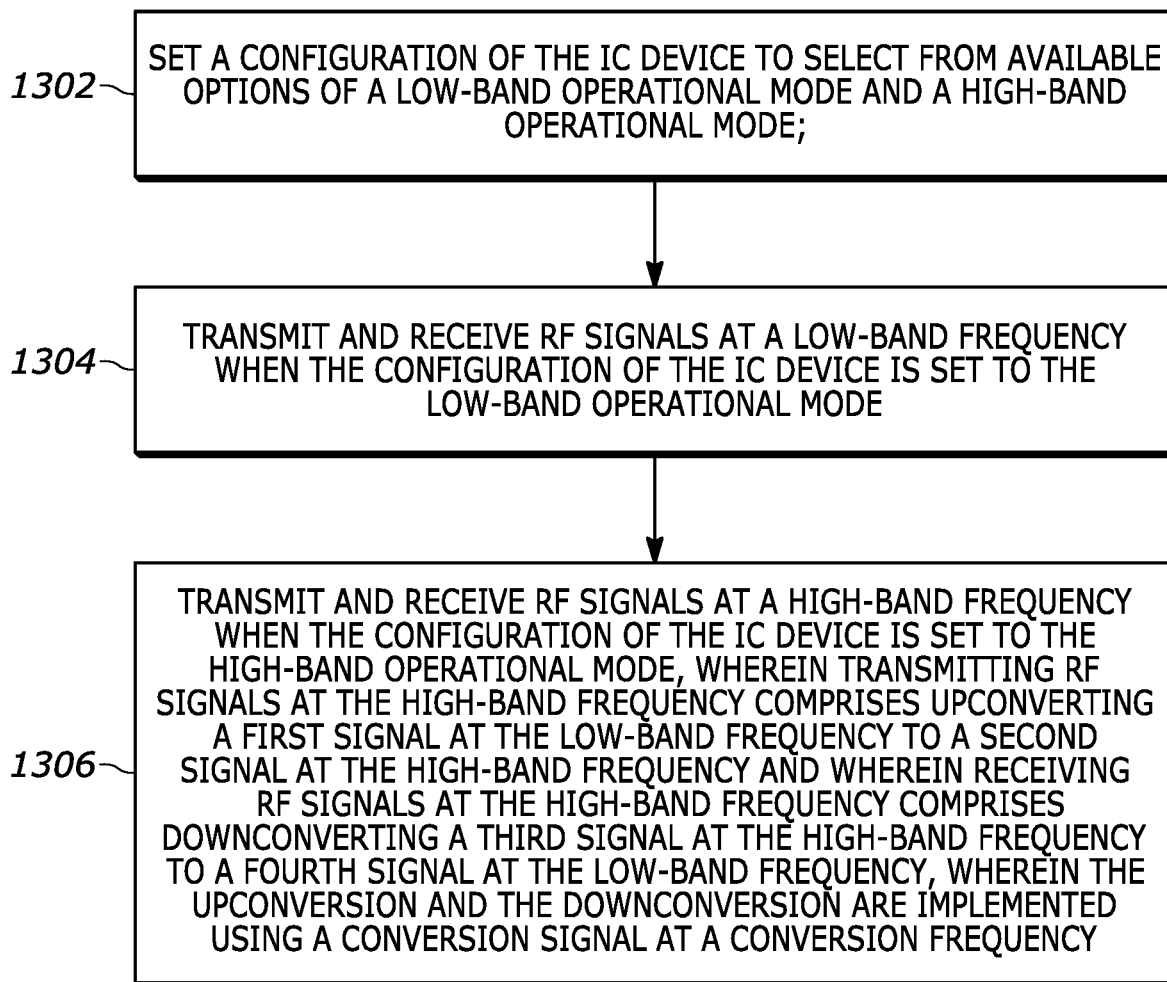 1302
SET A CONFIGURATION OF THE IC DEVICE TO SELECT FROM AVAILABLE
OPTIONS OF A LOW-BAND OPERATIONAL MODE AND A HIGH-BAND
OPERATIONAL MODE;
1304
TRANSMIT AND RECEIVE RF SIGNALS AT A LOW-BAND FREQUENCY
WHEN THE CONFIGURATION OF THE IC DEVICE IS SET TO THE
LOW-BAND OPERATIONAL MODE
1306
TRANSMIT AND RECEIVE RF SIGNALS AT A HIGH-BAND FREQUENCY
WHEN THE CONFIGURATION OF THE IC DEVICE IS SET TO THE
HIGH-BAND OPERATIONAL MODE, WHEREIN TRANSMITTING RF
SIGNALS AT THE HIGH-BAND FREQUENCY COMPRISES UPCONVERTING
A FIRST SIGNAL AT THE LOW-BAND FREQUENCY TO A SECOND
SIGNAL AT THE HIGH-BAND FREQUENCY AND WHEREIN RECEIVING
RF SIGNALS AT THE HIGH-BAND FREQUENCY COMPRISES
DOWNCONVERTING A THIRD SIGNAL AT THE HIGH-BAND FREQUENCY
TO A FOURTH SIGNAL AT THE LOW-BAND FREQUENCY, WHEREIN THE
UPCONVERSION AND THE DOWNCONVERSION ARE IMPLEMENTED
USING A CONVERSION SIGNAL AT A CONVERSION FREQUENCY